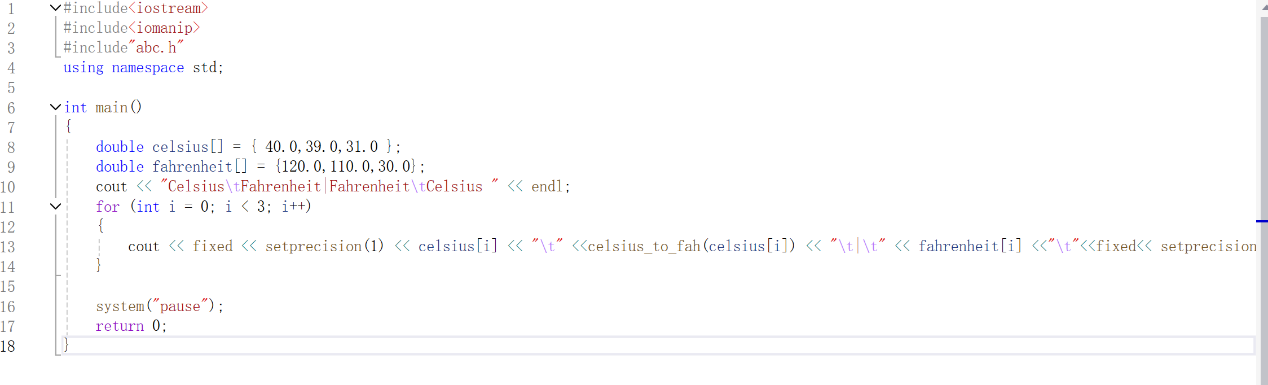 1 #include<iostream>
2 #include<iomanip>
3 #include"abc.h"
4 using namespace std;
5
6 int main()
7 {
8 double celsius[] = { 40.0,39.0,31.0 };
9 double fahrenheit[] = {120.0,110.0,30.0};
10 cout << "Celsius\tFahrenheit|Fahrenheit\tCelsius " << endl;
11 for (int i = 0; i < 3; i++)
12 {
13 cout << fixed << setprecision(1) << celsius[i] << "\t" <<celsius_to_fah(celsius[i]) << "\t|\t" << fahrenheit[i] <<"\t"<<fixed<< setprecision
14 }
15
16 system("pause");
17 return 0;
18 }